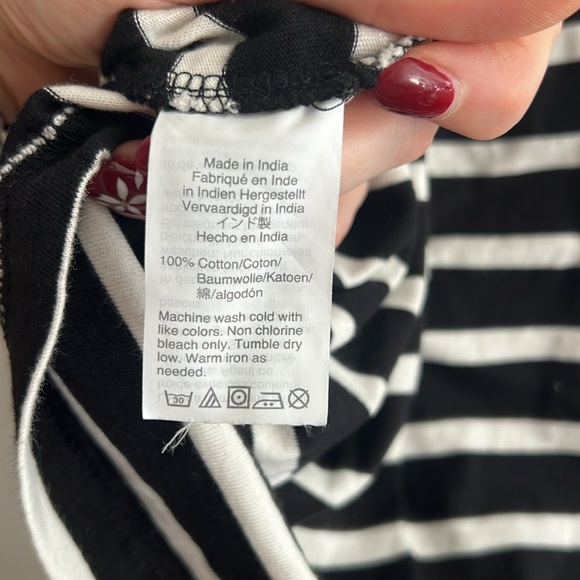 Made in India
Fabriqué en Inde
in Indien Hergestellt
Vervaardigd in India
インド製
Hecho en India
100% Cotton/Coton/
Baumwolle/Katoen/
綿/algodón
Machine wash cold with
like colors. Non chlorine
bleach only. Tumble dry
low. Warm iron as
needed.
30